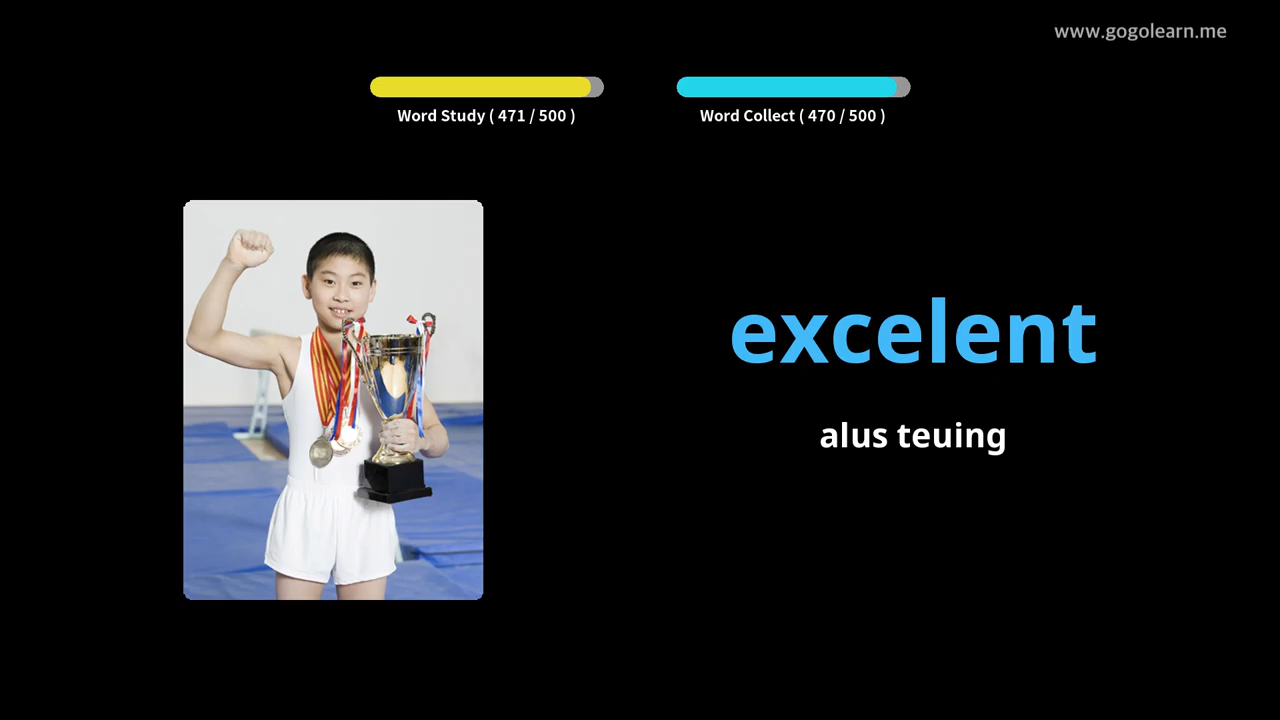 www.gogolearn.me
Word Study ( 471 / 500 )
Word Collect ( 470 / 500 )
excelent
alus teuing